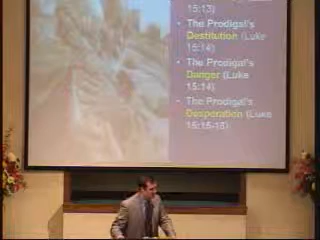 15:13)
• The Prodigal's
Destitution (Luke
15:14)
• The Prodigal's
Danger (Luke
15:14)
• The Prodigal's
Desperation (Luke
15:15-16)